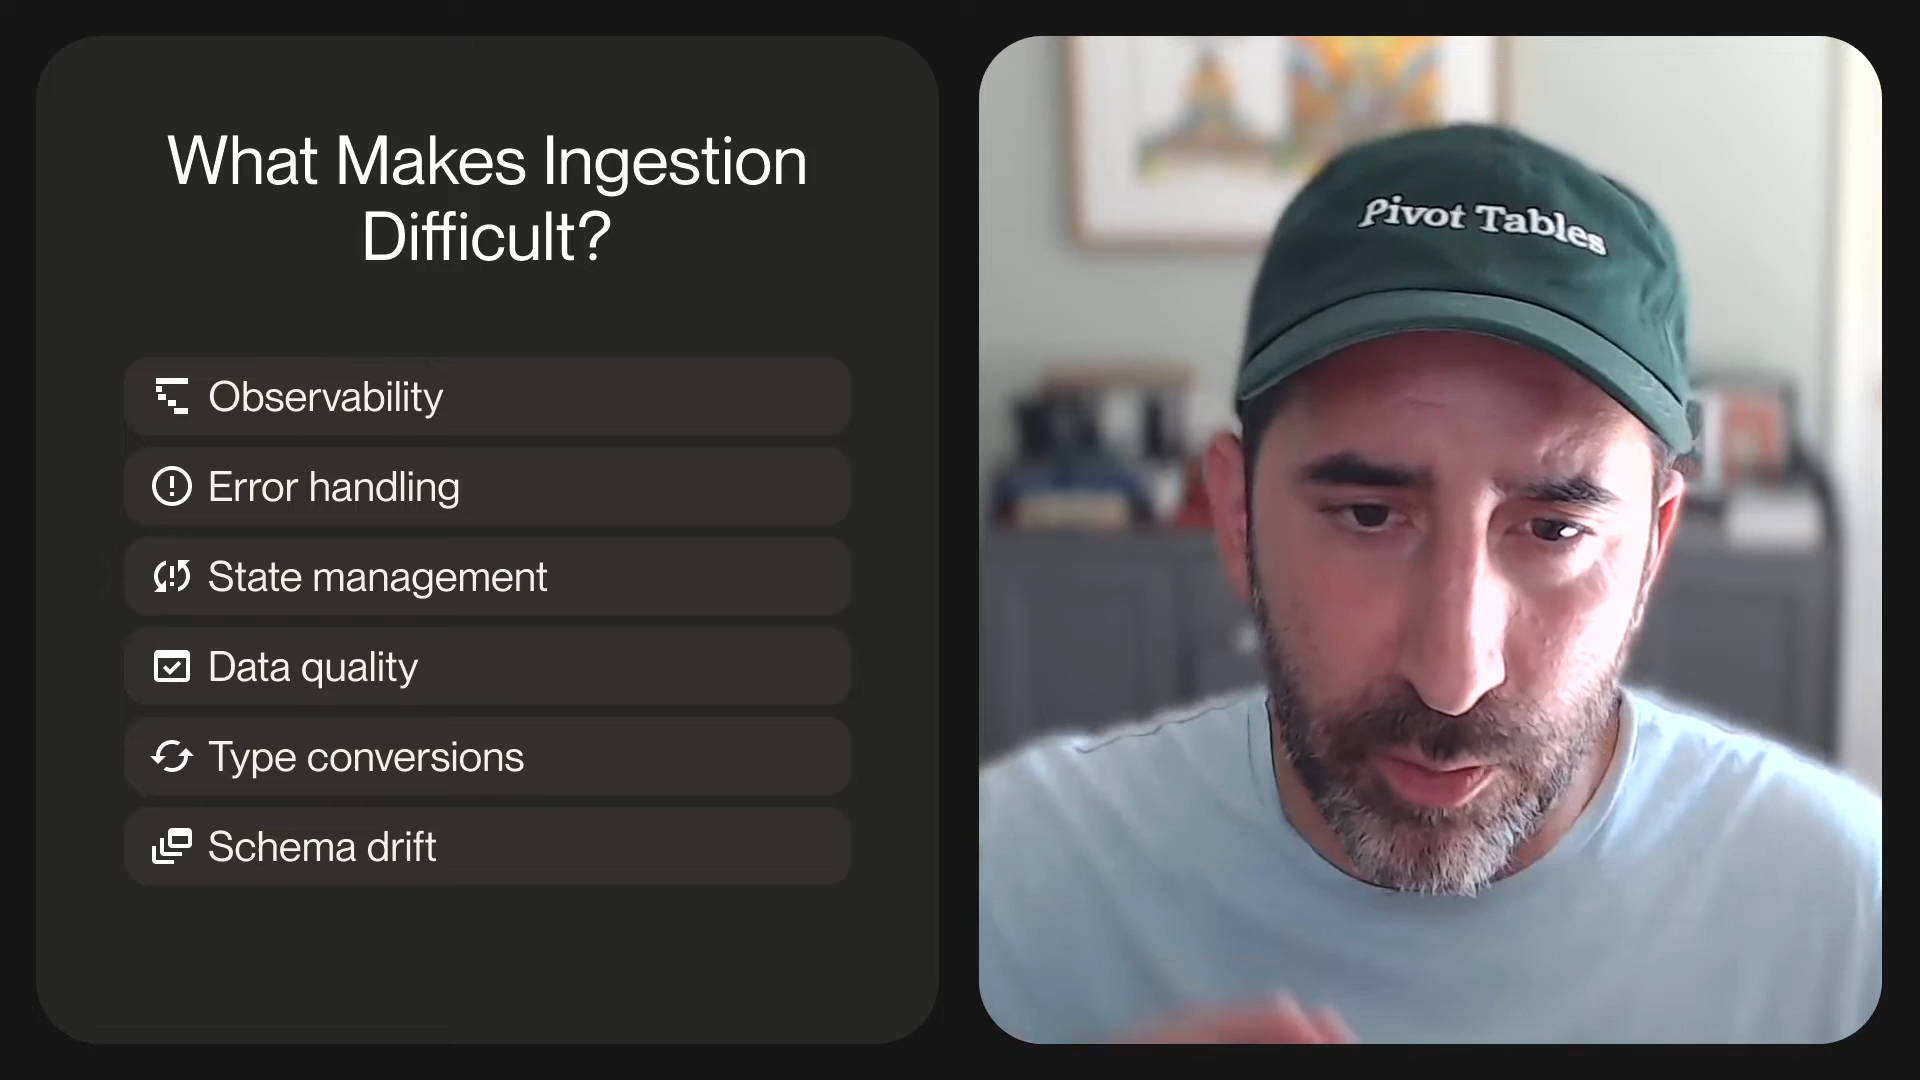 What Makes Ingestion
Difficult?
Observability
Error handling
State management
Data quality
Type conversions
Schema drift
Pivot Tables